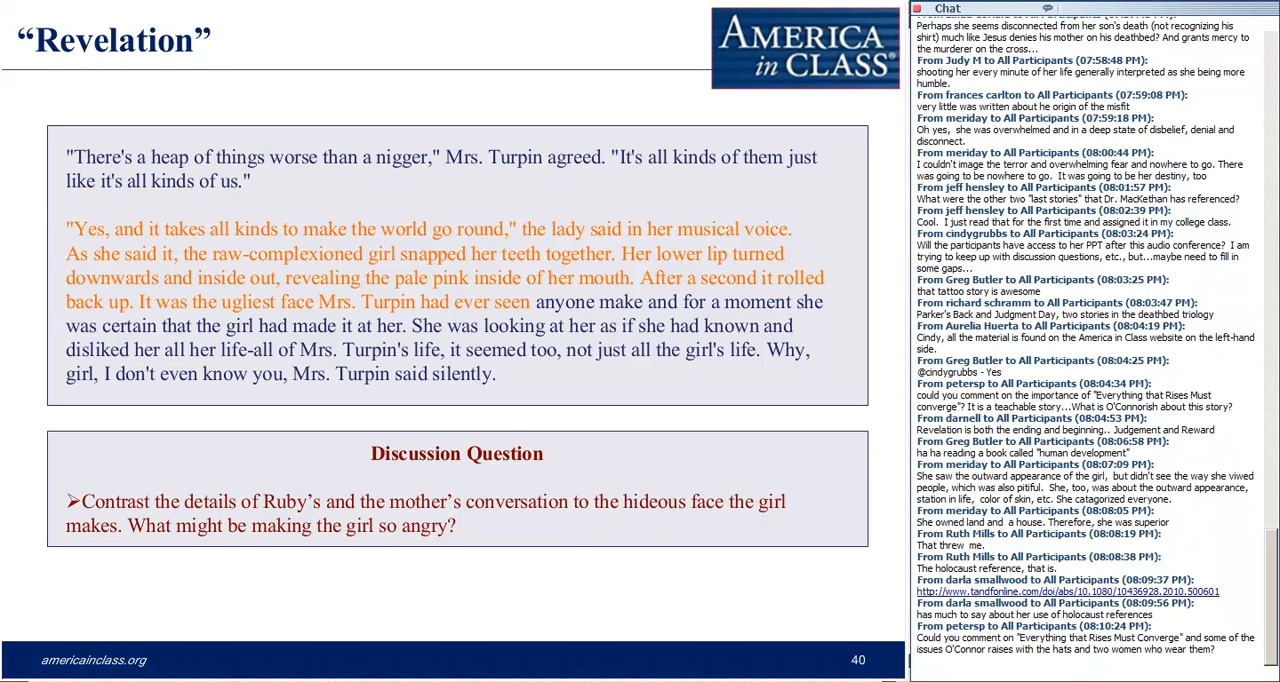 “Revelation”
AMERICA
in CLASS®
"There's a heap of things worse than a nigger," Mrs. Turpin agreed. "It's all kinds of them just
like it's all kinds of us."
"Yes, and it takes all kinds to make the world go round," the lady said in her musical voice.
As she said it, the raw-complexioned girl snapped her teeth together. Her lower lip turned
downwards and inside out, revealing the pale pink inside of her mouth. After a second it rolled
back up. It was the ugliest face Mrs. Turpin had ever seen anyone make and for a moment she
was certain that the girl had made it at her. She was looking at her as if she had known and
disliked her all her life-all of Mrs. Turpin's life, it seemed too, not just all the girl's life. Why,
girl, I don't even know you, Mrs. Turpin said silently.
Discussion Question
➢Contrast the details of Ruby’s and the mother’s conversation to the hideous face the girl
makes. What might be making the girl so angry?
americainclass.org
40
Chat
Perhaps she seems disconnected from her son's death (not recognizing his
shirt) much like Jesus denies his mother on his deathbed? And grants mercy to
the murderer on the cross...
From Judy M to All Participants (07:58:48 PM):
shooting her every minute of her life generally interpreted as she being more
humble.
From frances carlton to All Participants (07:59:08 PM):
very little was written about he origin of the misfit
From meriday to All Participants (07:59:18 PM):
Oh yes, she was overwhelmed and in a deep state of disbelief, denial and
disconnect.
From meriday to All Participants (08:00:44 PM):
I couldn't image the terror and overwhelming fear and nowhere to go. There
was going to be nowhere to go. It was going to be her destiny, too
From jeff hensley to All Participants (08:01:57 PM):
What were the other two "last stories" that Dr. MacKethan has referenced?
From jeff hensley to All Participants (08:02:39 PM):
Cool. I just read that for the first time and assigned it in my college class.
From cindygrubbs to All Participants (08:03:24 PM):
Will the participants have access to her PPT after this audio conference? I am
trying to keep up with discussion questions, etc., but...maybe need to fill in
some gaps...
From Greg Butler to All Participants (08:03:25 PM):
that tattoo story is awesome
From richard schramm to All Participants (08:03:47 PM):
Parker's Back and Judgment Day, two stories in the deathbed triology
From Aurelia Huerta to All Participants (08:04:19 PM):
Cindy, all the material is found on the America in Class website on the left-hand
side.
From Greg Butler to All Participants (08:04:25 PM):
@cindygrubbs - Yes
From petersp to All Participants (08:04:34 PM):
could you comment on the importance of "Everything that Rises Must
converge"? It is a teachable story...What is O'Connorish about this story?
From darnell to All Participants (08:04:53 PM):
Revelation is both the ending and beginning.. Judgement and Reward
From Greg Butler to All Participants (08:06:58 PM):
ha ha reading a book called "human development"
From meriday to All Participants (08:07:09 PM):
She saw the outward appearance of the girl, but didn't see the way she viwed
people, which was also pitiful. She, too, was about the outward appearance,
station in life, color of skin, etc. She catagorized everyone.
From meriday to All Participants (08:08:05 PM):
She owned land and a house. Therefore, she was superior
From Ruth Mills to All Participants (08:08:19 PM):
That threw me.
From Ruth Mills to All Participants (08:08:38 PM):
The holocaust reference, that is.
From darla smallwood to All Participants (08:09:37 PM):
http://www.tandfonline.com/doi/abs/10.1080/10436928.2010.500601
From darla smallwood to All Participants (08:09:56 PM):
has much to say about her use of holocaust references
From petersp to All Participants (08:10:24 PM):
Could you comment on "Everything that Rises Must Converge" and some of the
issues O'Connor raises with the hats and two women who wear them?